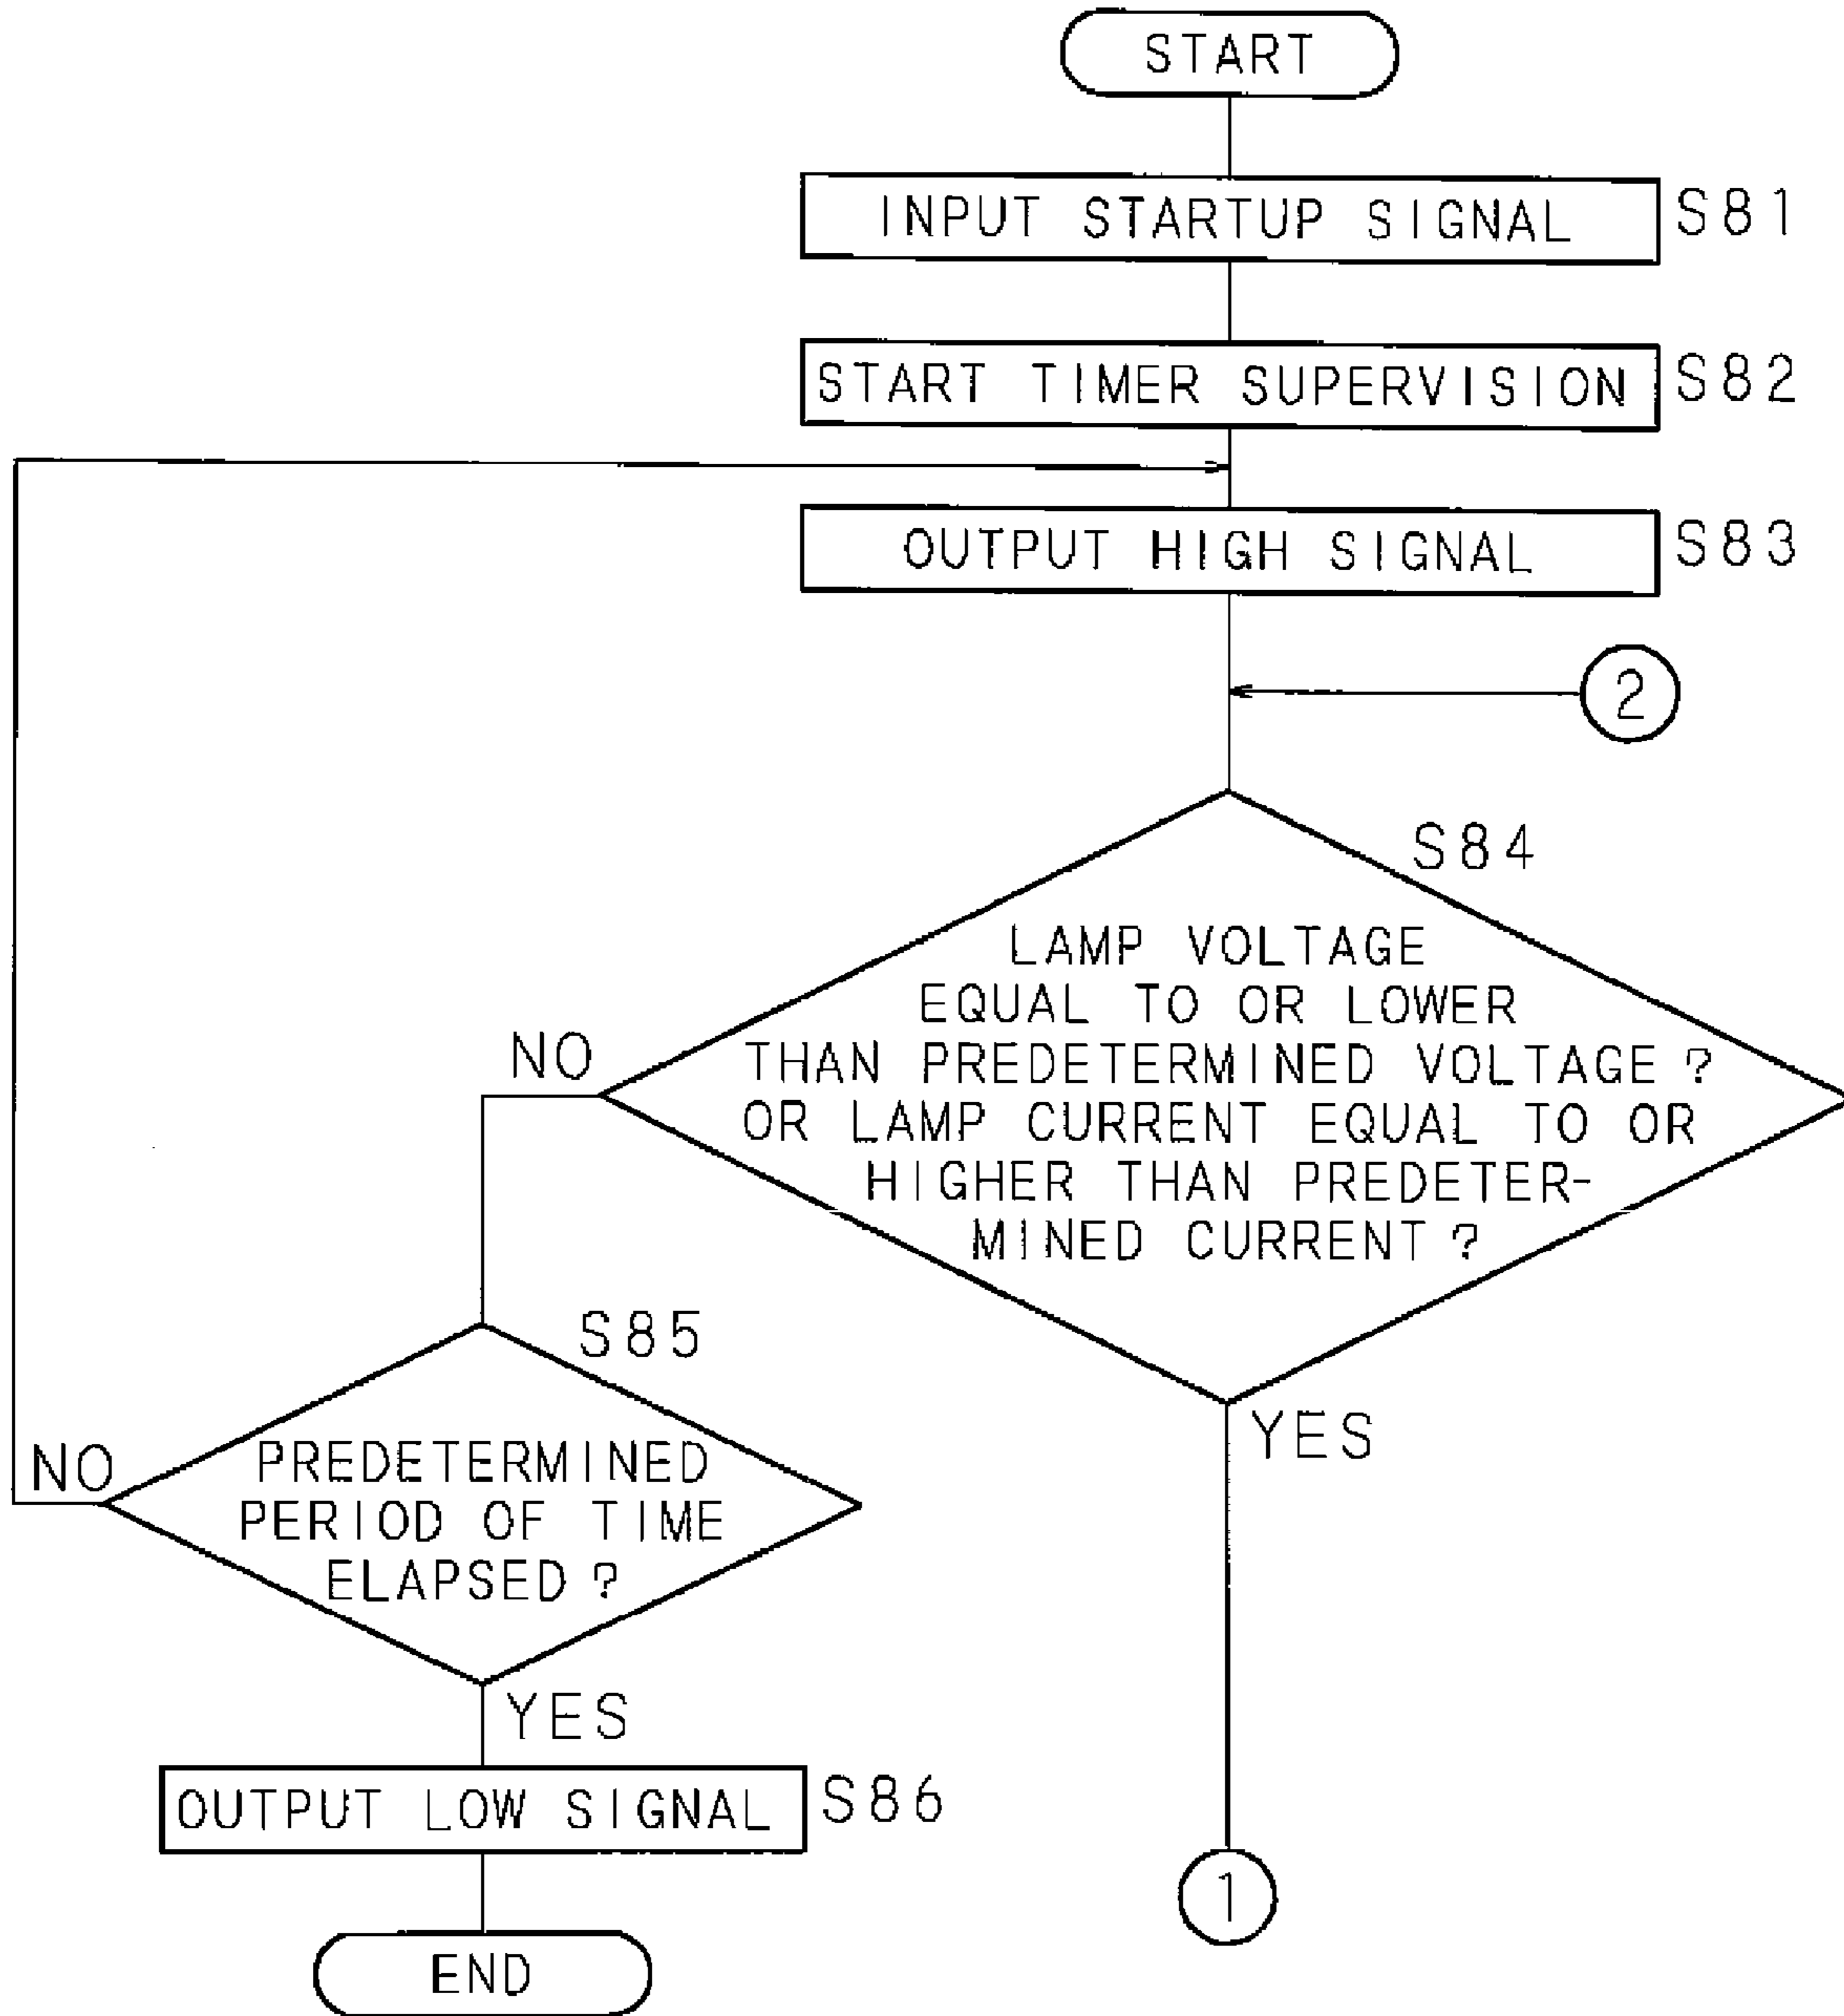 START
INPUT STARTUP SIGNAL S81
START TIMER SUPERVISION S82
OUTPUT HIGH SIGNAL S83
2
S84
LAMP VOLTAGE
EQUAL TO OR LOWER
THAN PREDETERMINED VOLTAGE ?
OR LAMP CURRENT EQUAL TO OR
HIGHER THAN PREDETER-
MINED CURRENT ?
NO
YES
S85
PREDETERMINED
PERIOD OF TIME
ELAPSED ?
NO
YES
OUTPUT LOW SIGNAL S86
1
END